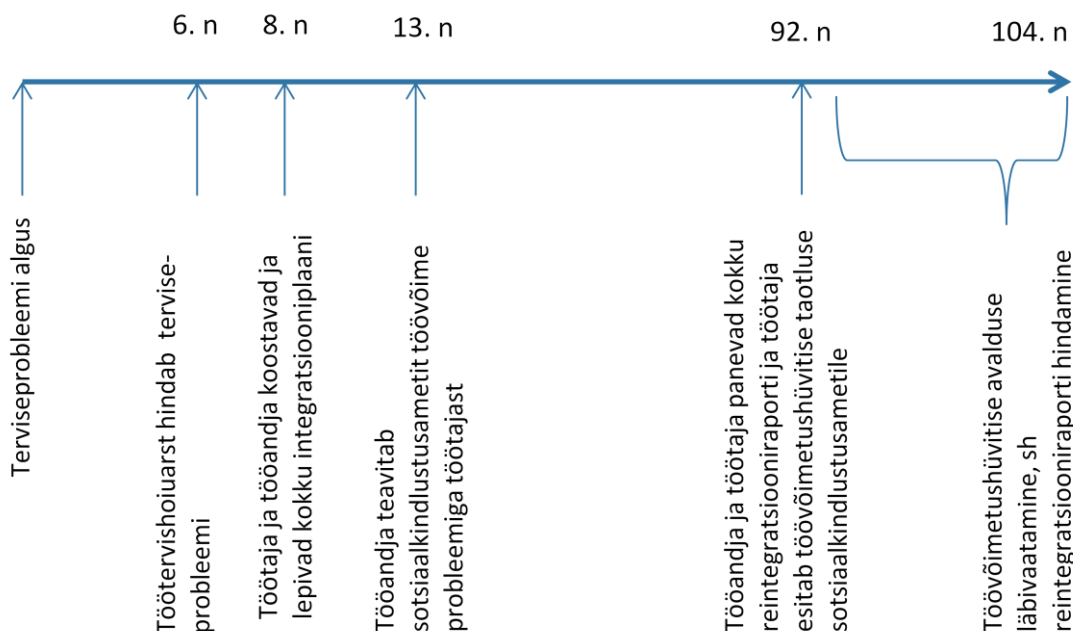 6. n
8. n
13. n
92. n
104. n
Terviseprobleemi algus
Töötervishoiuarst hindab tervise-
probleemi
Töötaja ja tööandja koostavad ja
lepivad kokku integratsiooniplaani
Tööandja teavitab
sotsiaalkindlustusametit töövõime
probleemiga töötajast
Tööandja ja töötaja panevad kokku
reintegratsiooniraporti ja töötaja
esitab töövõimetushüvitise taotluse
sotsiaalkindlustusametile
Töövõimetushüvitise avalduse
läbivaatamine, sh
reintegratsiooniraporti hindamine